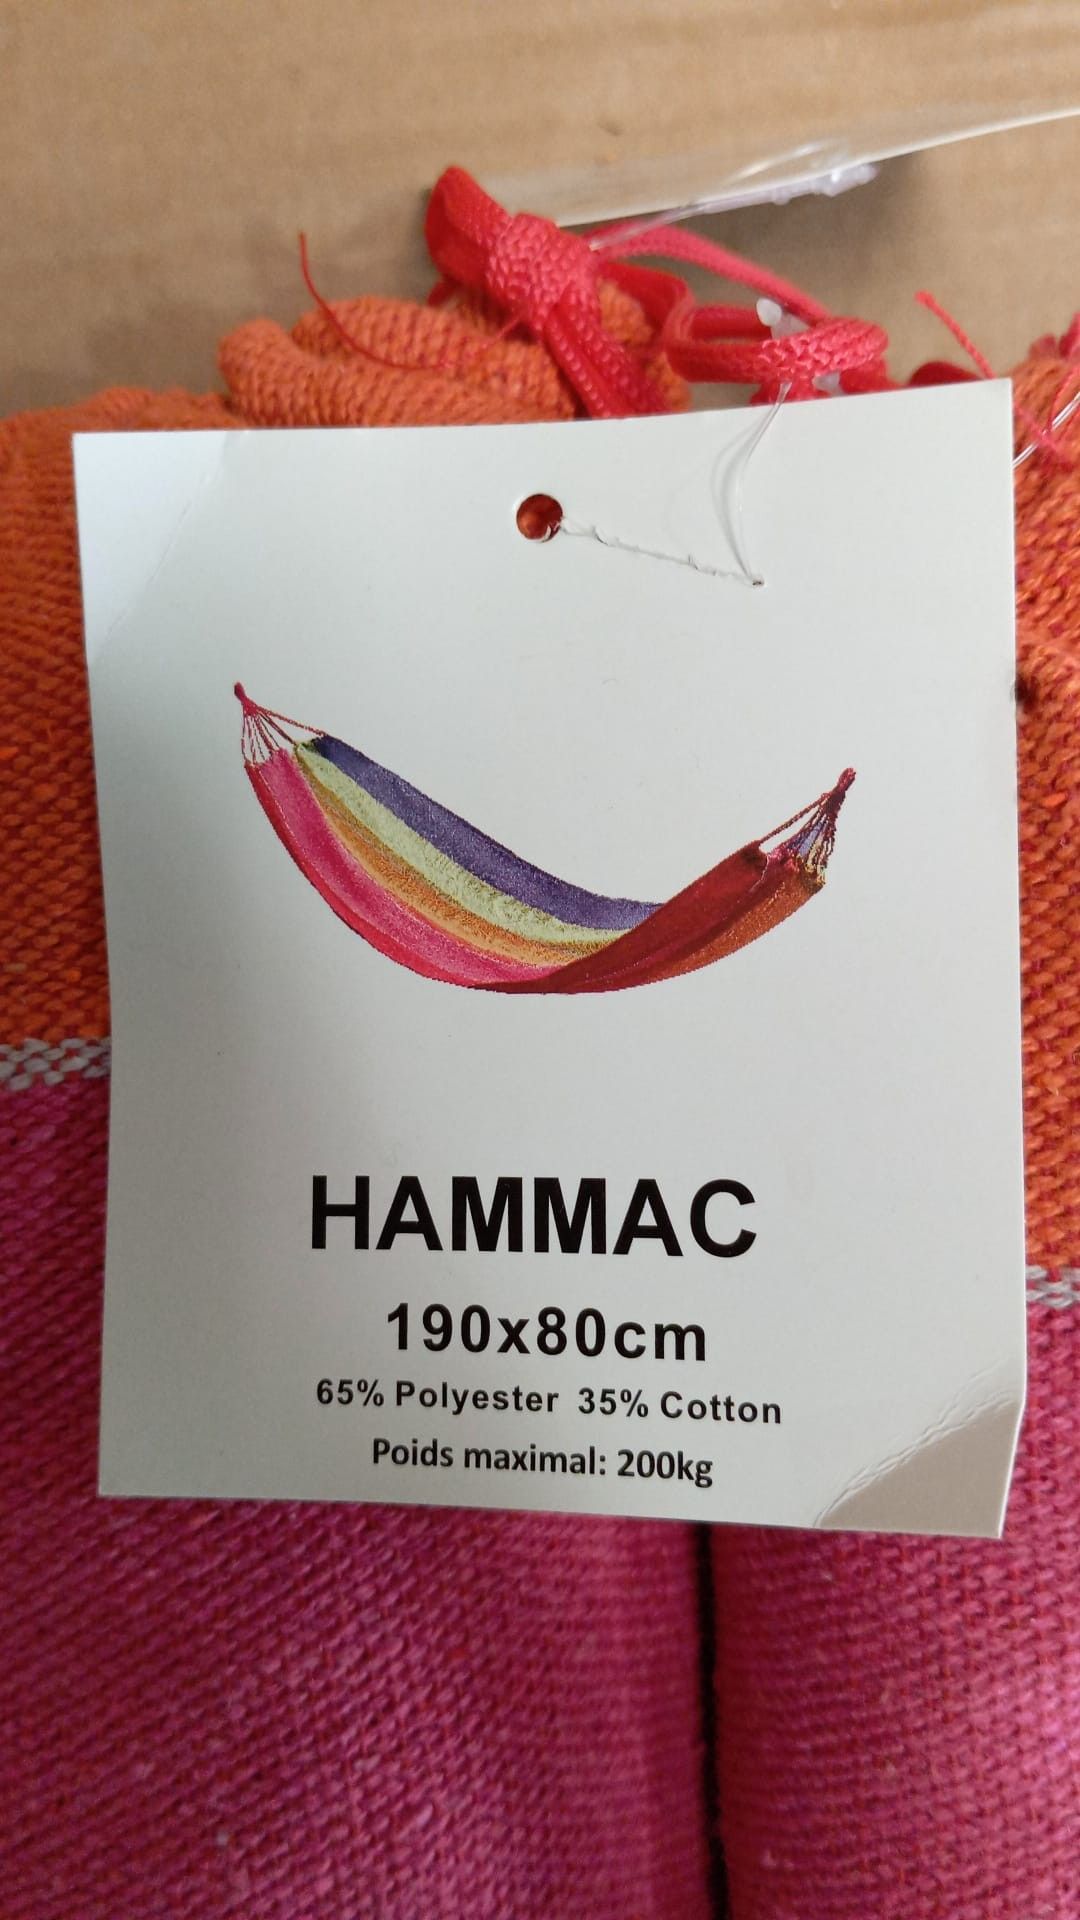 HAMMAC
190x80cm
65% Polyester 35% Cotton
Poids maximal: 200kg